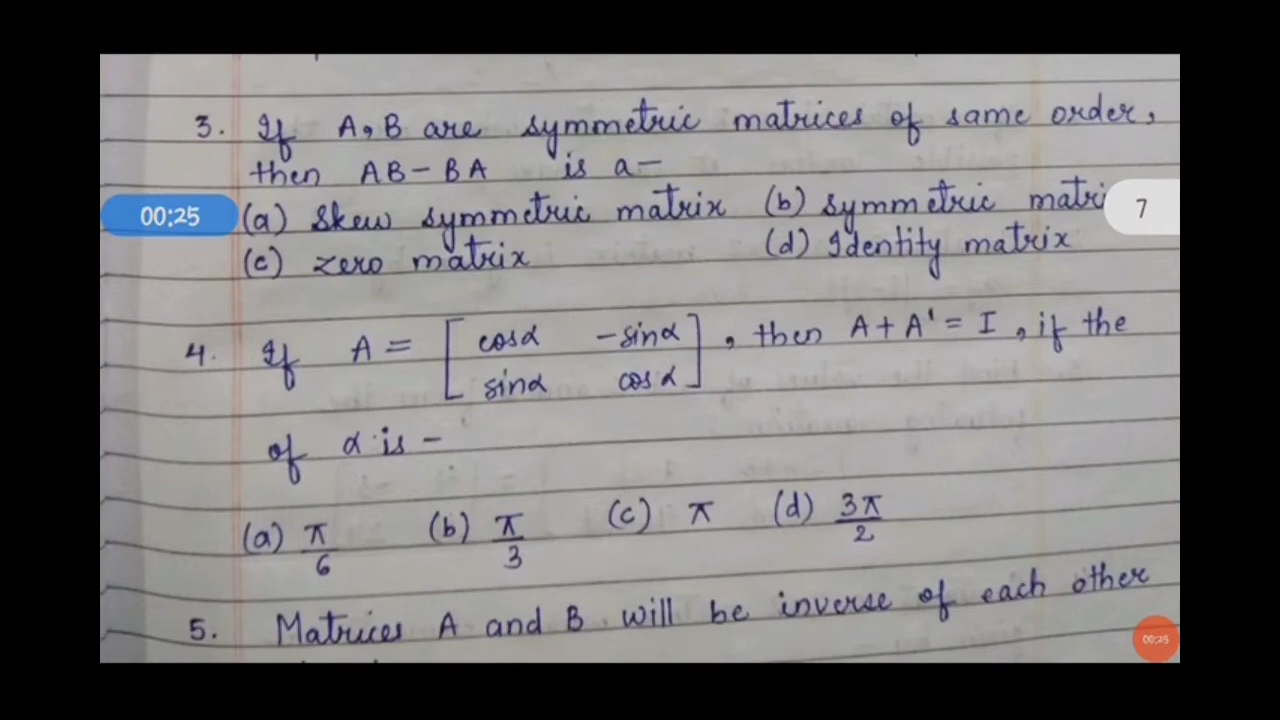 3. If A, B are symmetric matrices of same order,
then AB - BA is a-
(a) skew symmetric matrix (b) symmetric matri
(c) zero matrix (d) Identity matrix
4. If A = [cosα -sinα
sinα cosα], then A + A' = I, if the
of α is -
(a) π/6 (b) π/3 (c) π (d) 3π/2
5. Matrices A and B will be inverse of each other
00:25
7
00:25